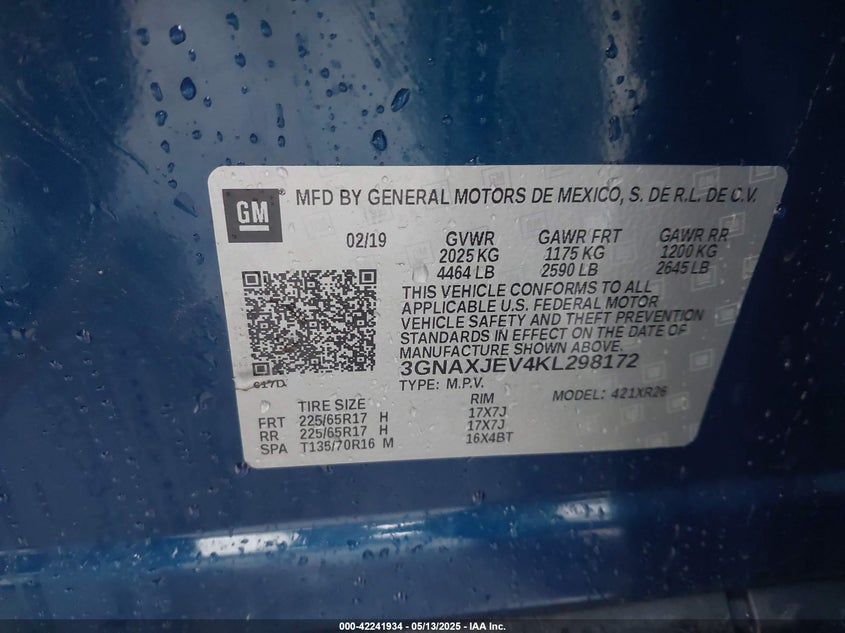 GM ® MFD BY GENERAL MOTORS DE MEXICO, S. DE R.L. DE C.V.
02/19 GVWR GAWR FRT GAWR RR
2025 KG 1175 KG 1200 KG
4464 LB 2590 LB 2645 LB
THIS VEHICLE CONFORMS TO ALL
APPLICABLE U.S. FEDERAL MOTOR
VEHICLE SAFETY AND THEFT PREVENTION
STANDARDS IN EFFECT ON THE DATE OF
MANUFACTURE SHOWN ABOVE.
3GNAXJEV4KL298172
617D TYPE: M.P.V. MODEL: 421XR26
TIRE SIZE RIM
FRT 225/65R17 H 17X7J
RR 225/65R17 H 17X7J
SPA T135/70R16 M 16X4BT
000-42241934 - 05/13/2025 - IAA Inc.